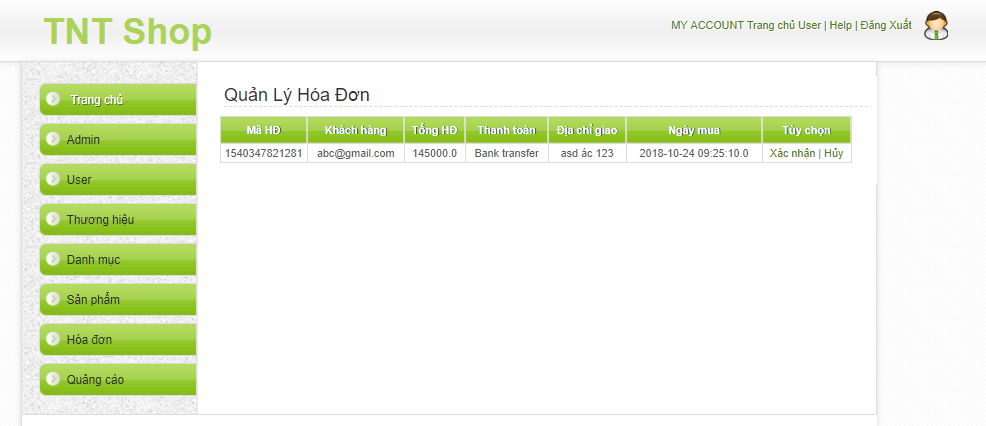 TNT Shop
MY ACCOUNT Trang chủ User | Help | Đăng Xuất
Trang chủ
Admin
User
Thương hiệu
Danh mục
Sản phẩm
Hóa đơn
Quảng cáo
Quản Lý Hóa Đơn
Mã HĐ Khách hàng Tổng HĐ Thanh toán Địa chỉ giao Ngày mua Tùy chọn
1540347821281 abc@gmail.com 145000.0 Bank transfer asd ác 123 2018-10-24 09:25:10.0 Xác nhận | Hủy